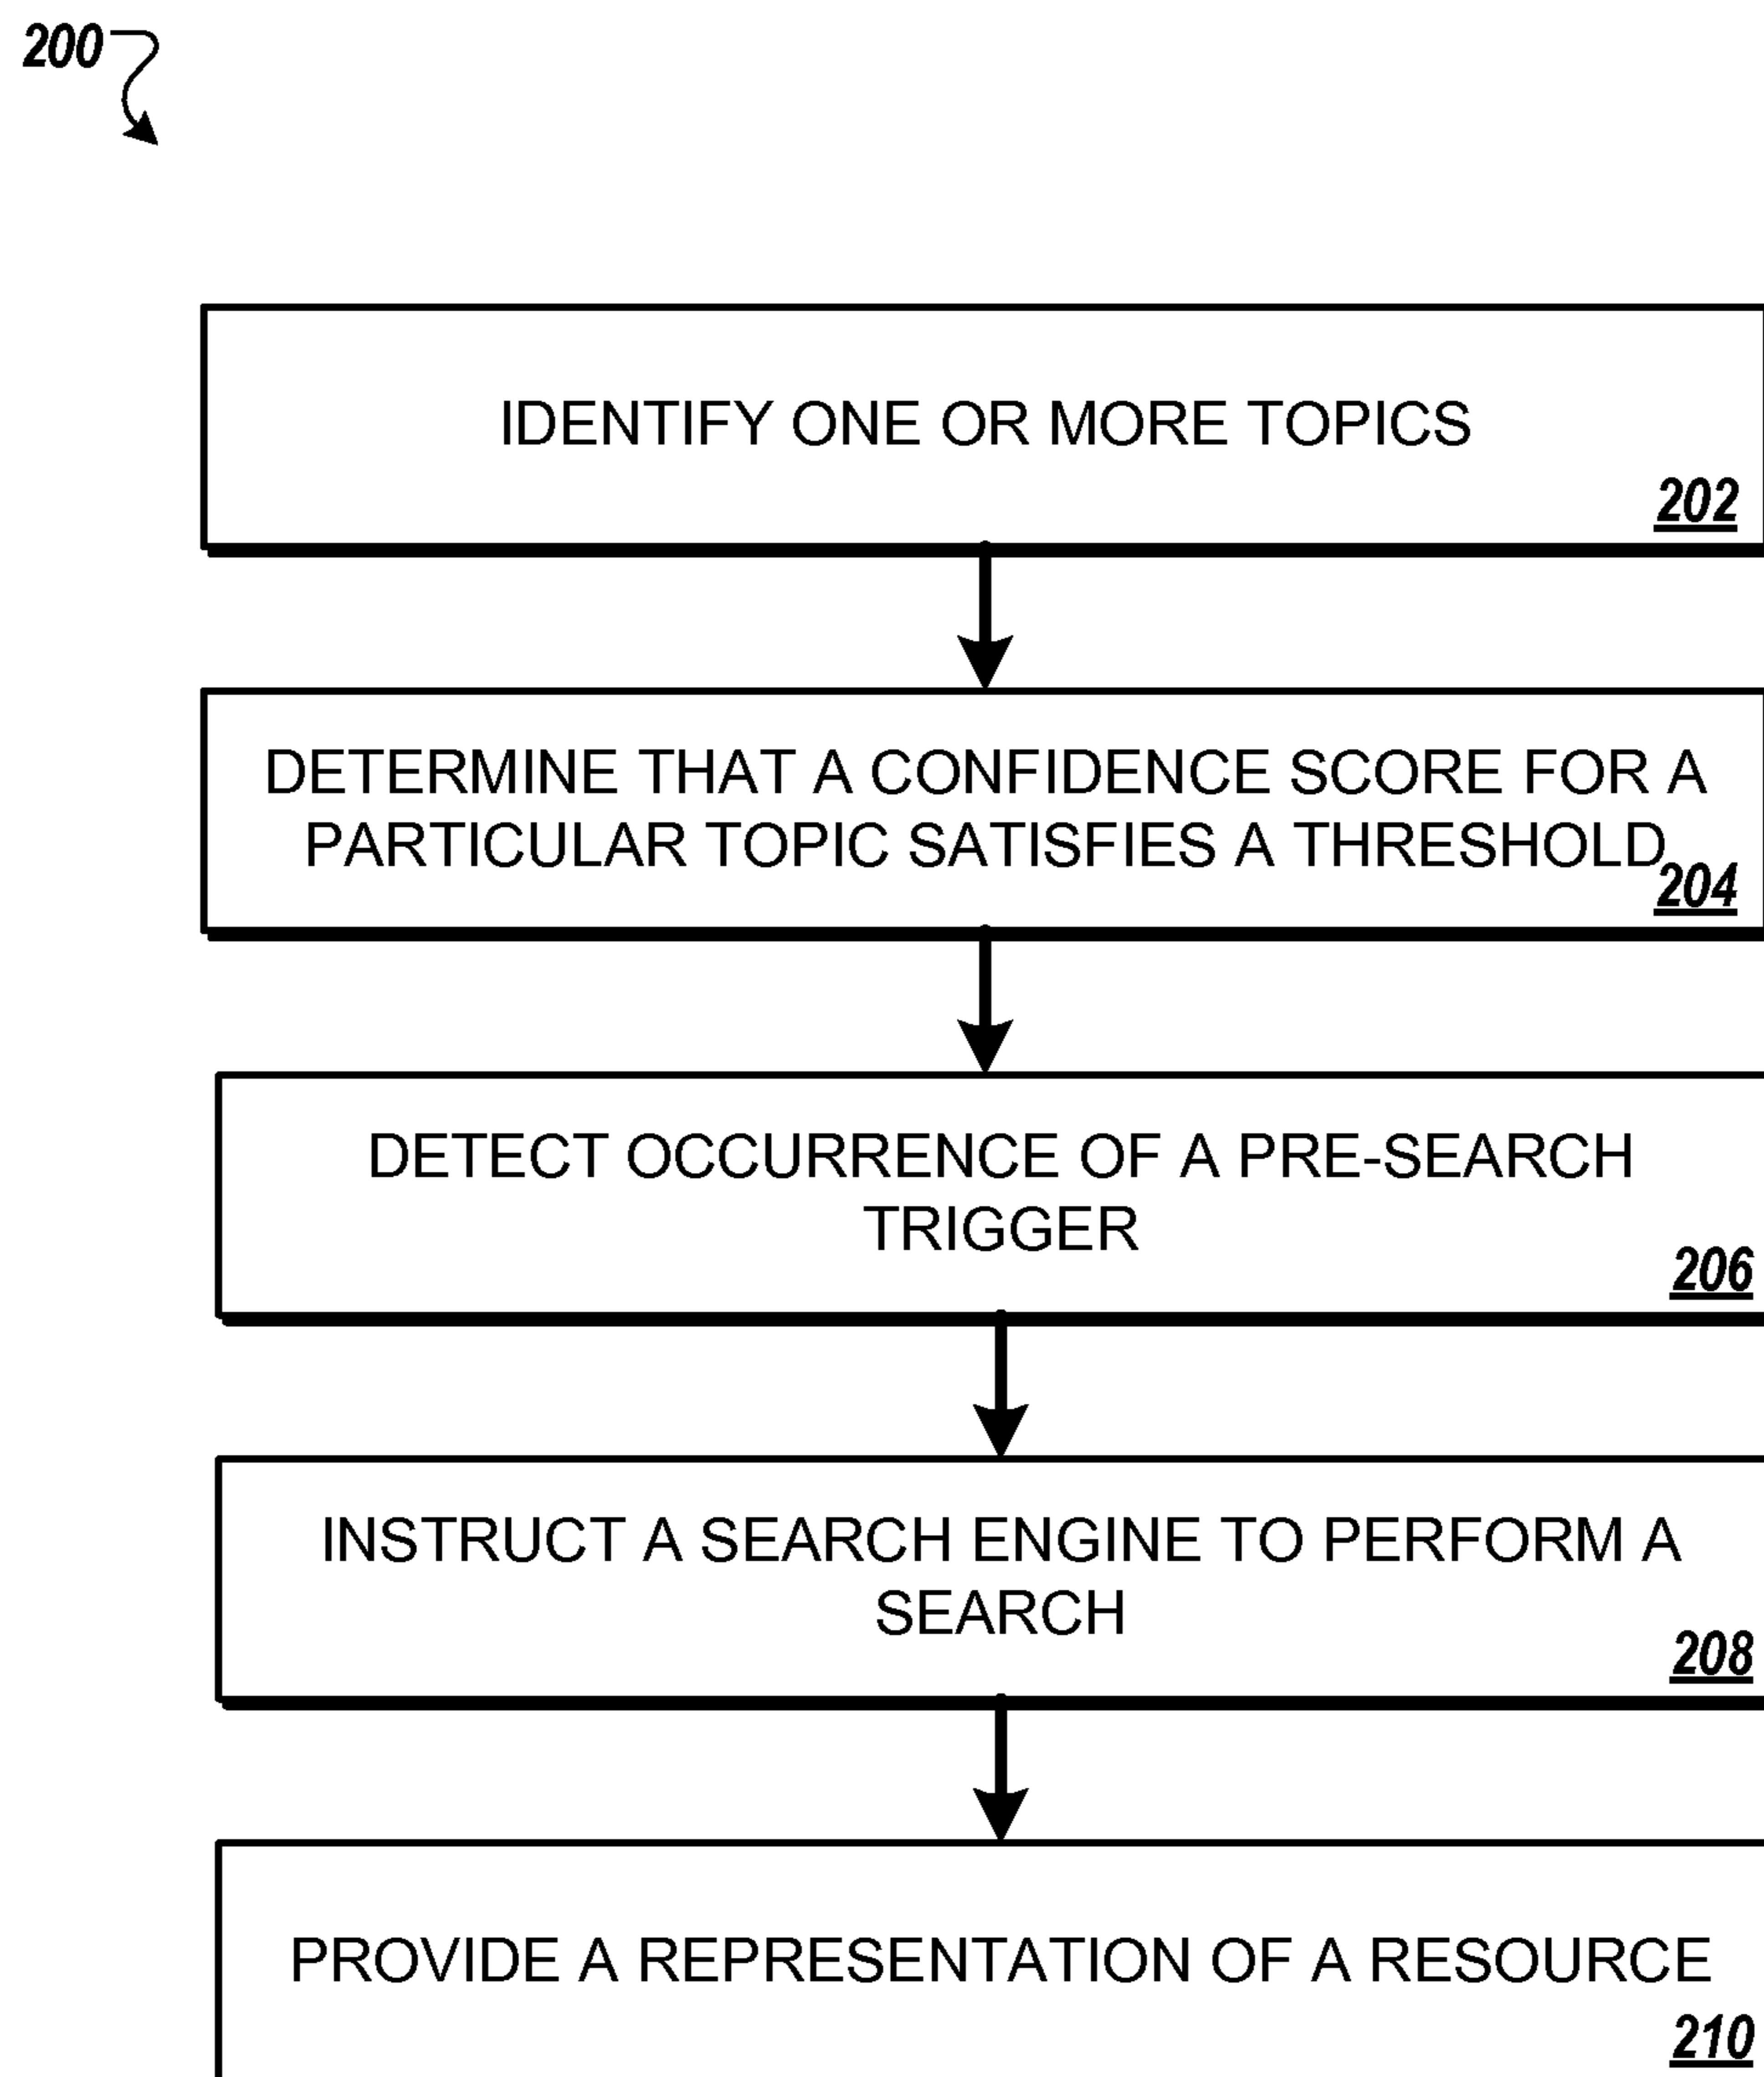 200
IDENTIFY ONE OR MORE TOPICS
202
DETERMINE THAT A CONFIDENCE SCORE FOR A
PARTICULAR TOPIC SATISFIES A THRESHOLD
204
DETECT OCCURRENCE OF A PRE-SEARCH
TRIGGER
206
INSTRUCT A SEARCH ENGINE TO PERFORM A
SEARCH
208
PROVIDE A REPRESENTATION OF A RESOURCE
210